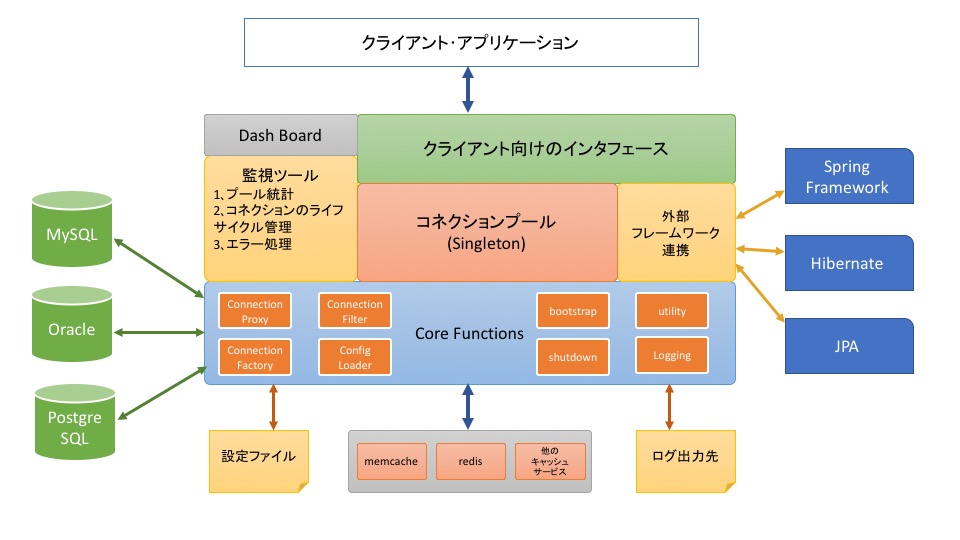 クライアント・アプリケーション
Dash Board
クライアント向けのインタフェース
監視ツール
1、プール統計
2、コネクションのライフ
サイクル管理
3、エラー処理
コネクションプール
(Singleton)
外部
フレームワーク
連携
Spring
Framework
Hibernate
JPA
MySQL
Oracle
Postgre
SQL
Connection
Proxy
Connection
Filter
Connection
Factory
Config
Loader
Core Functions
bootstrap
utility
shutdown
Logging
設定ファイル
memcache
redis
他の
キャッシュ
サービス
ログ出力先